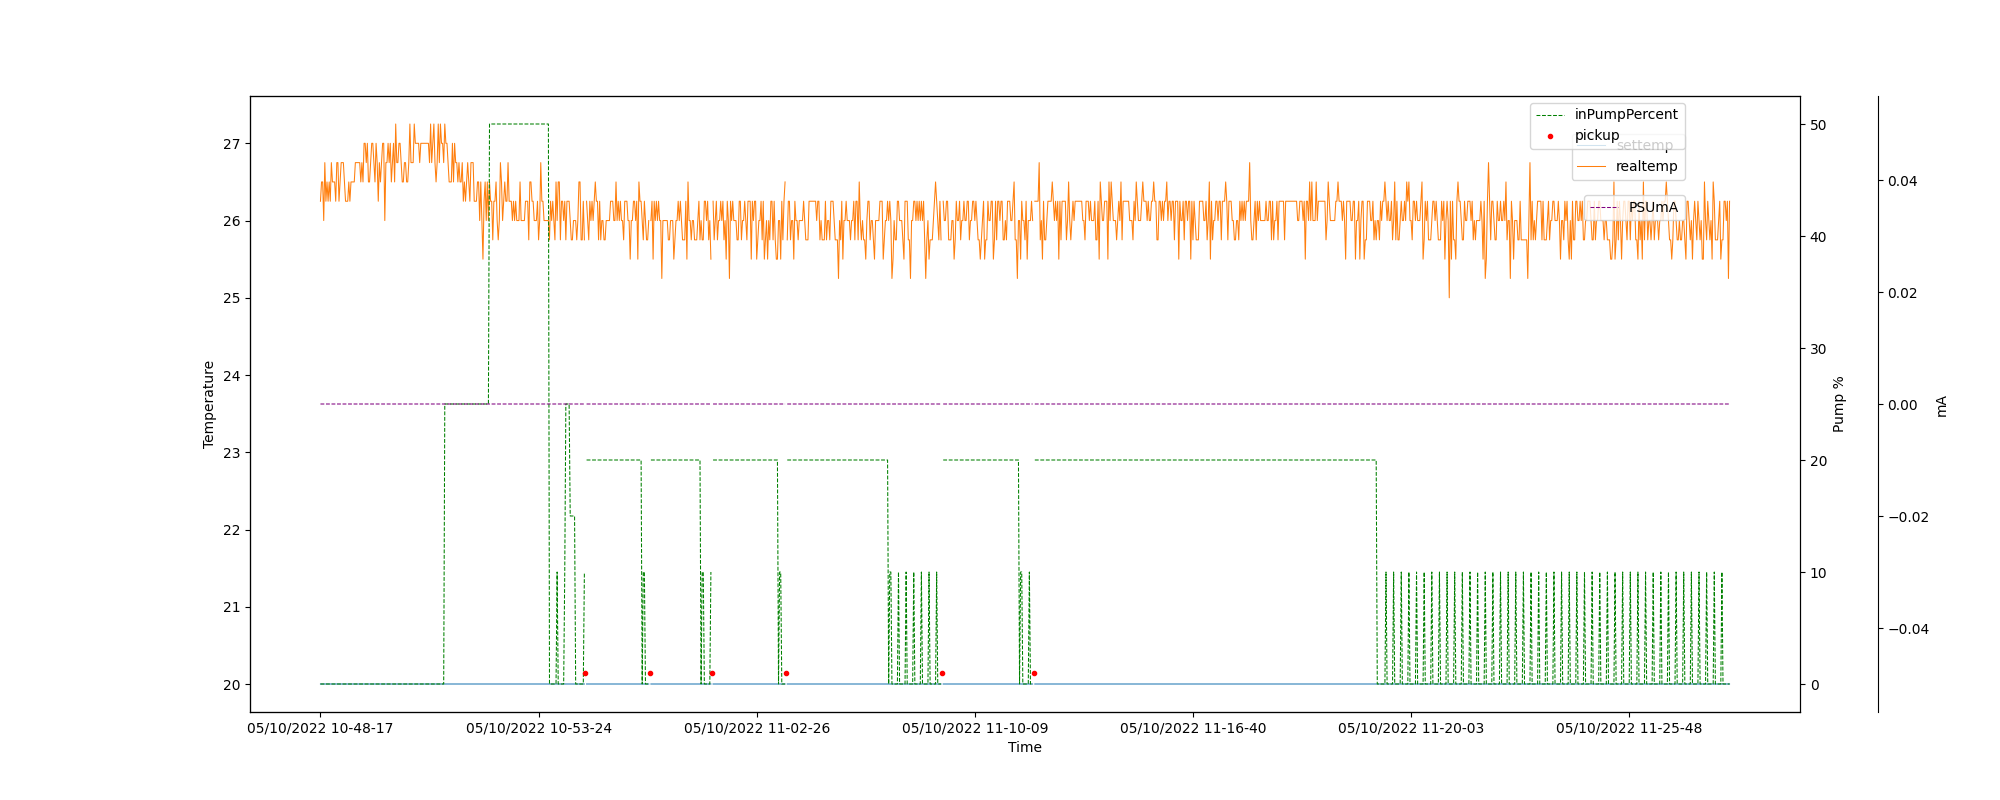 inPumpPercent
pickup
settemp
realtemp
PSUmA
27
26
25
24
23
22
21
20
Temperature
50
40
30
20
10
0
Pump %
0.04
0.02
0.00
−0.02
−0.04
mA
05/10/2022 10-48-17
05/10/2022 10-53-24
05/10/2022 11-02-26
05/10/2022 11-10-09
05/10/2022 11-16-40
05/10/2022 11-20-03
05/10/2022 11-25-48
Time